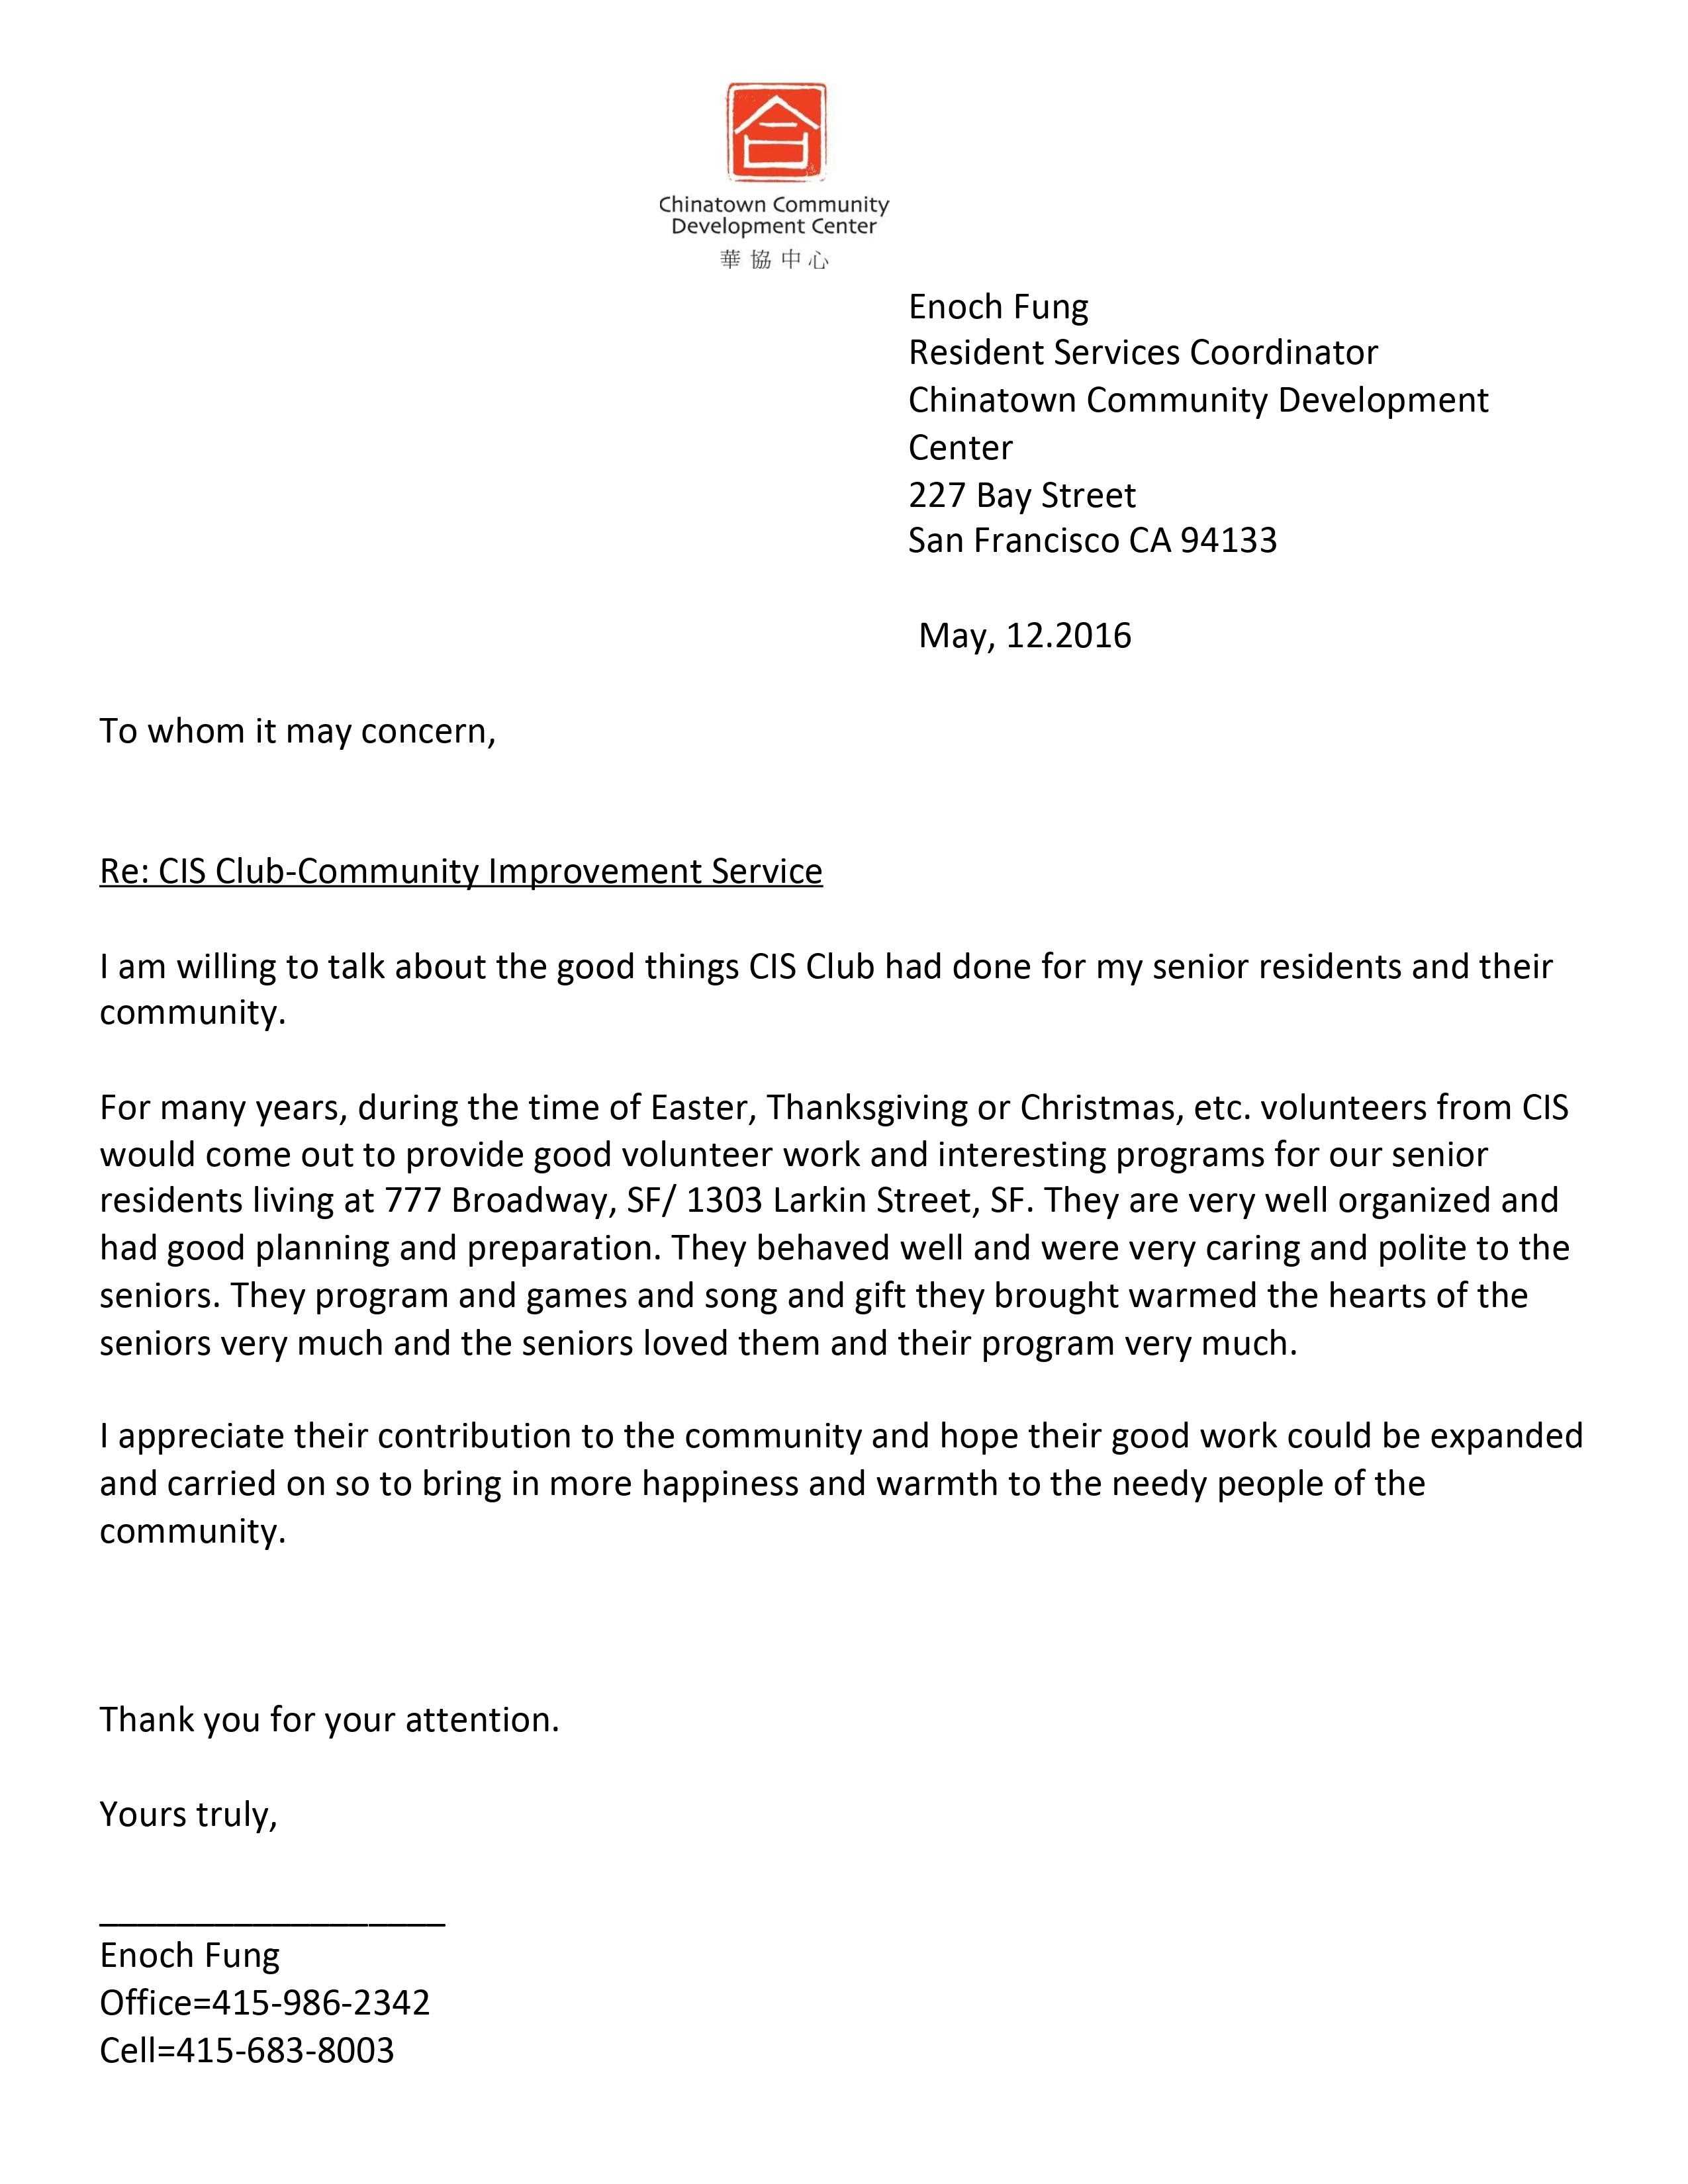 合
Chinatown Community
Development Center
華協中心
Enoch Fung
Resident Services Coordinator
Chinatown Community Development
Center
227 Bay Street
San Francisco CA 94133
May, 12.2016
To whom it may concern,
Re: CIS Club-Community Improvement Service
I am willing to talk about the good things CIS Club had done for my senior residents and their
community.
For many years, during the time of Easter, Thanksgiving or Christmas, etc. volunteers from CIS
would come out to provide good volunteer work and interesting programs for our senior
residents living at 777 Broadway, SF/ 1303 Larkin Street, SF. They are very well organized and
had good planning and preparation. They behaved well and were very caring and polite to the
seniors. They program and games and song and gift they brought warmed the hearts of the
seniors very much and the seniors loved them and their program very much.
I appreciate their contribution to the community and hope their good work could be expanded
and carried on so to bring in more happiness and warmth to the needy people of the
community.
Thank you for your attention.
Yours truly,
Enoch Fung
Office=415-986-2342
Cell=415-683-8003